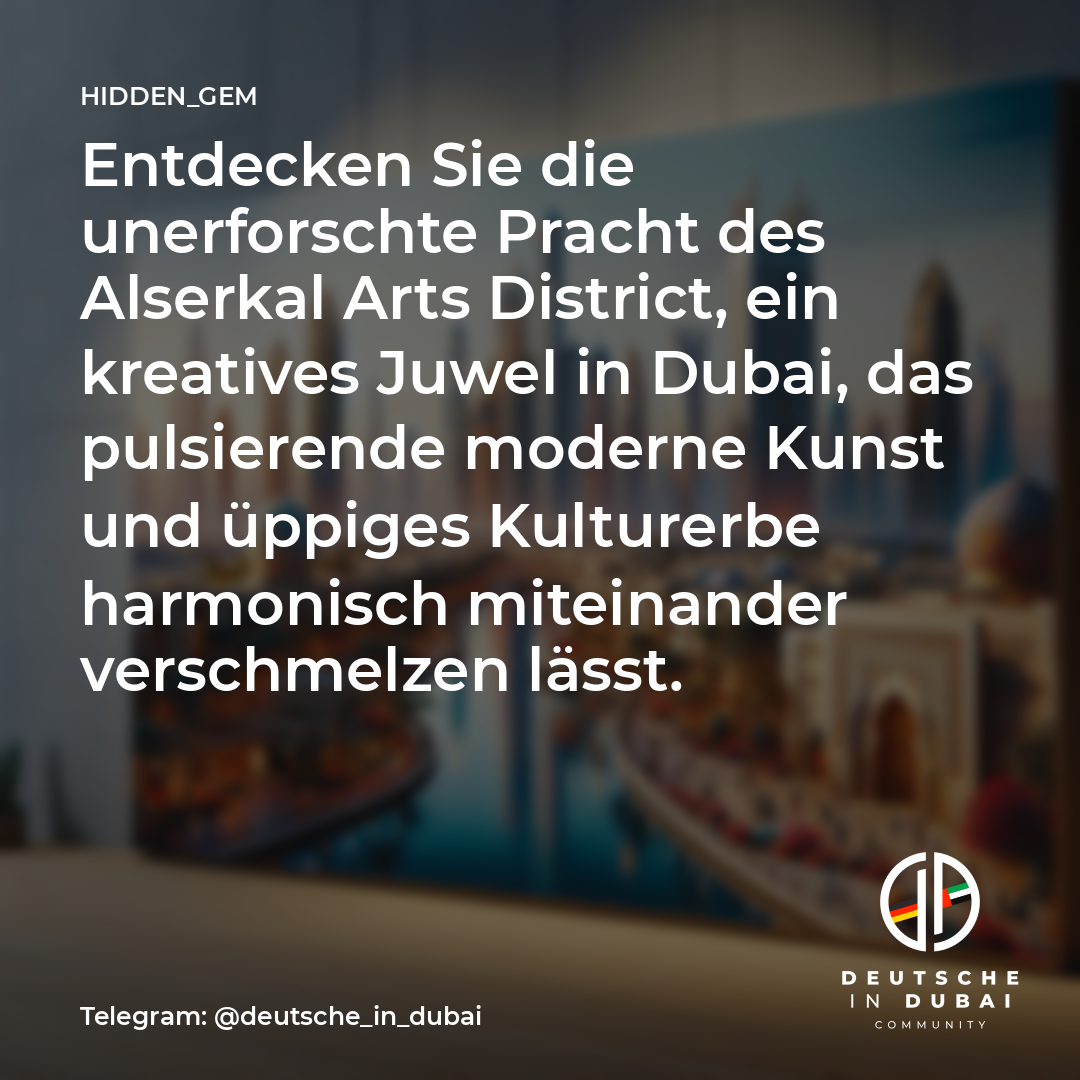 HIDDEN_GEM
Entdecken Sie die
unerforschte Pracht des
Alserkal Arts District, ein
kreatives Juwel in Dubai, das
pulsierende moderne Kunst
und üppiges Kulturerbe
harmonisch miteinander
verschmelzen lässt.
DEUTSCHE
IN DUBAI
COMMUNITY
Telegram: @deutsche_in_dubai